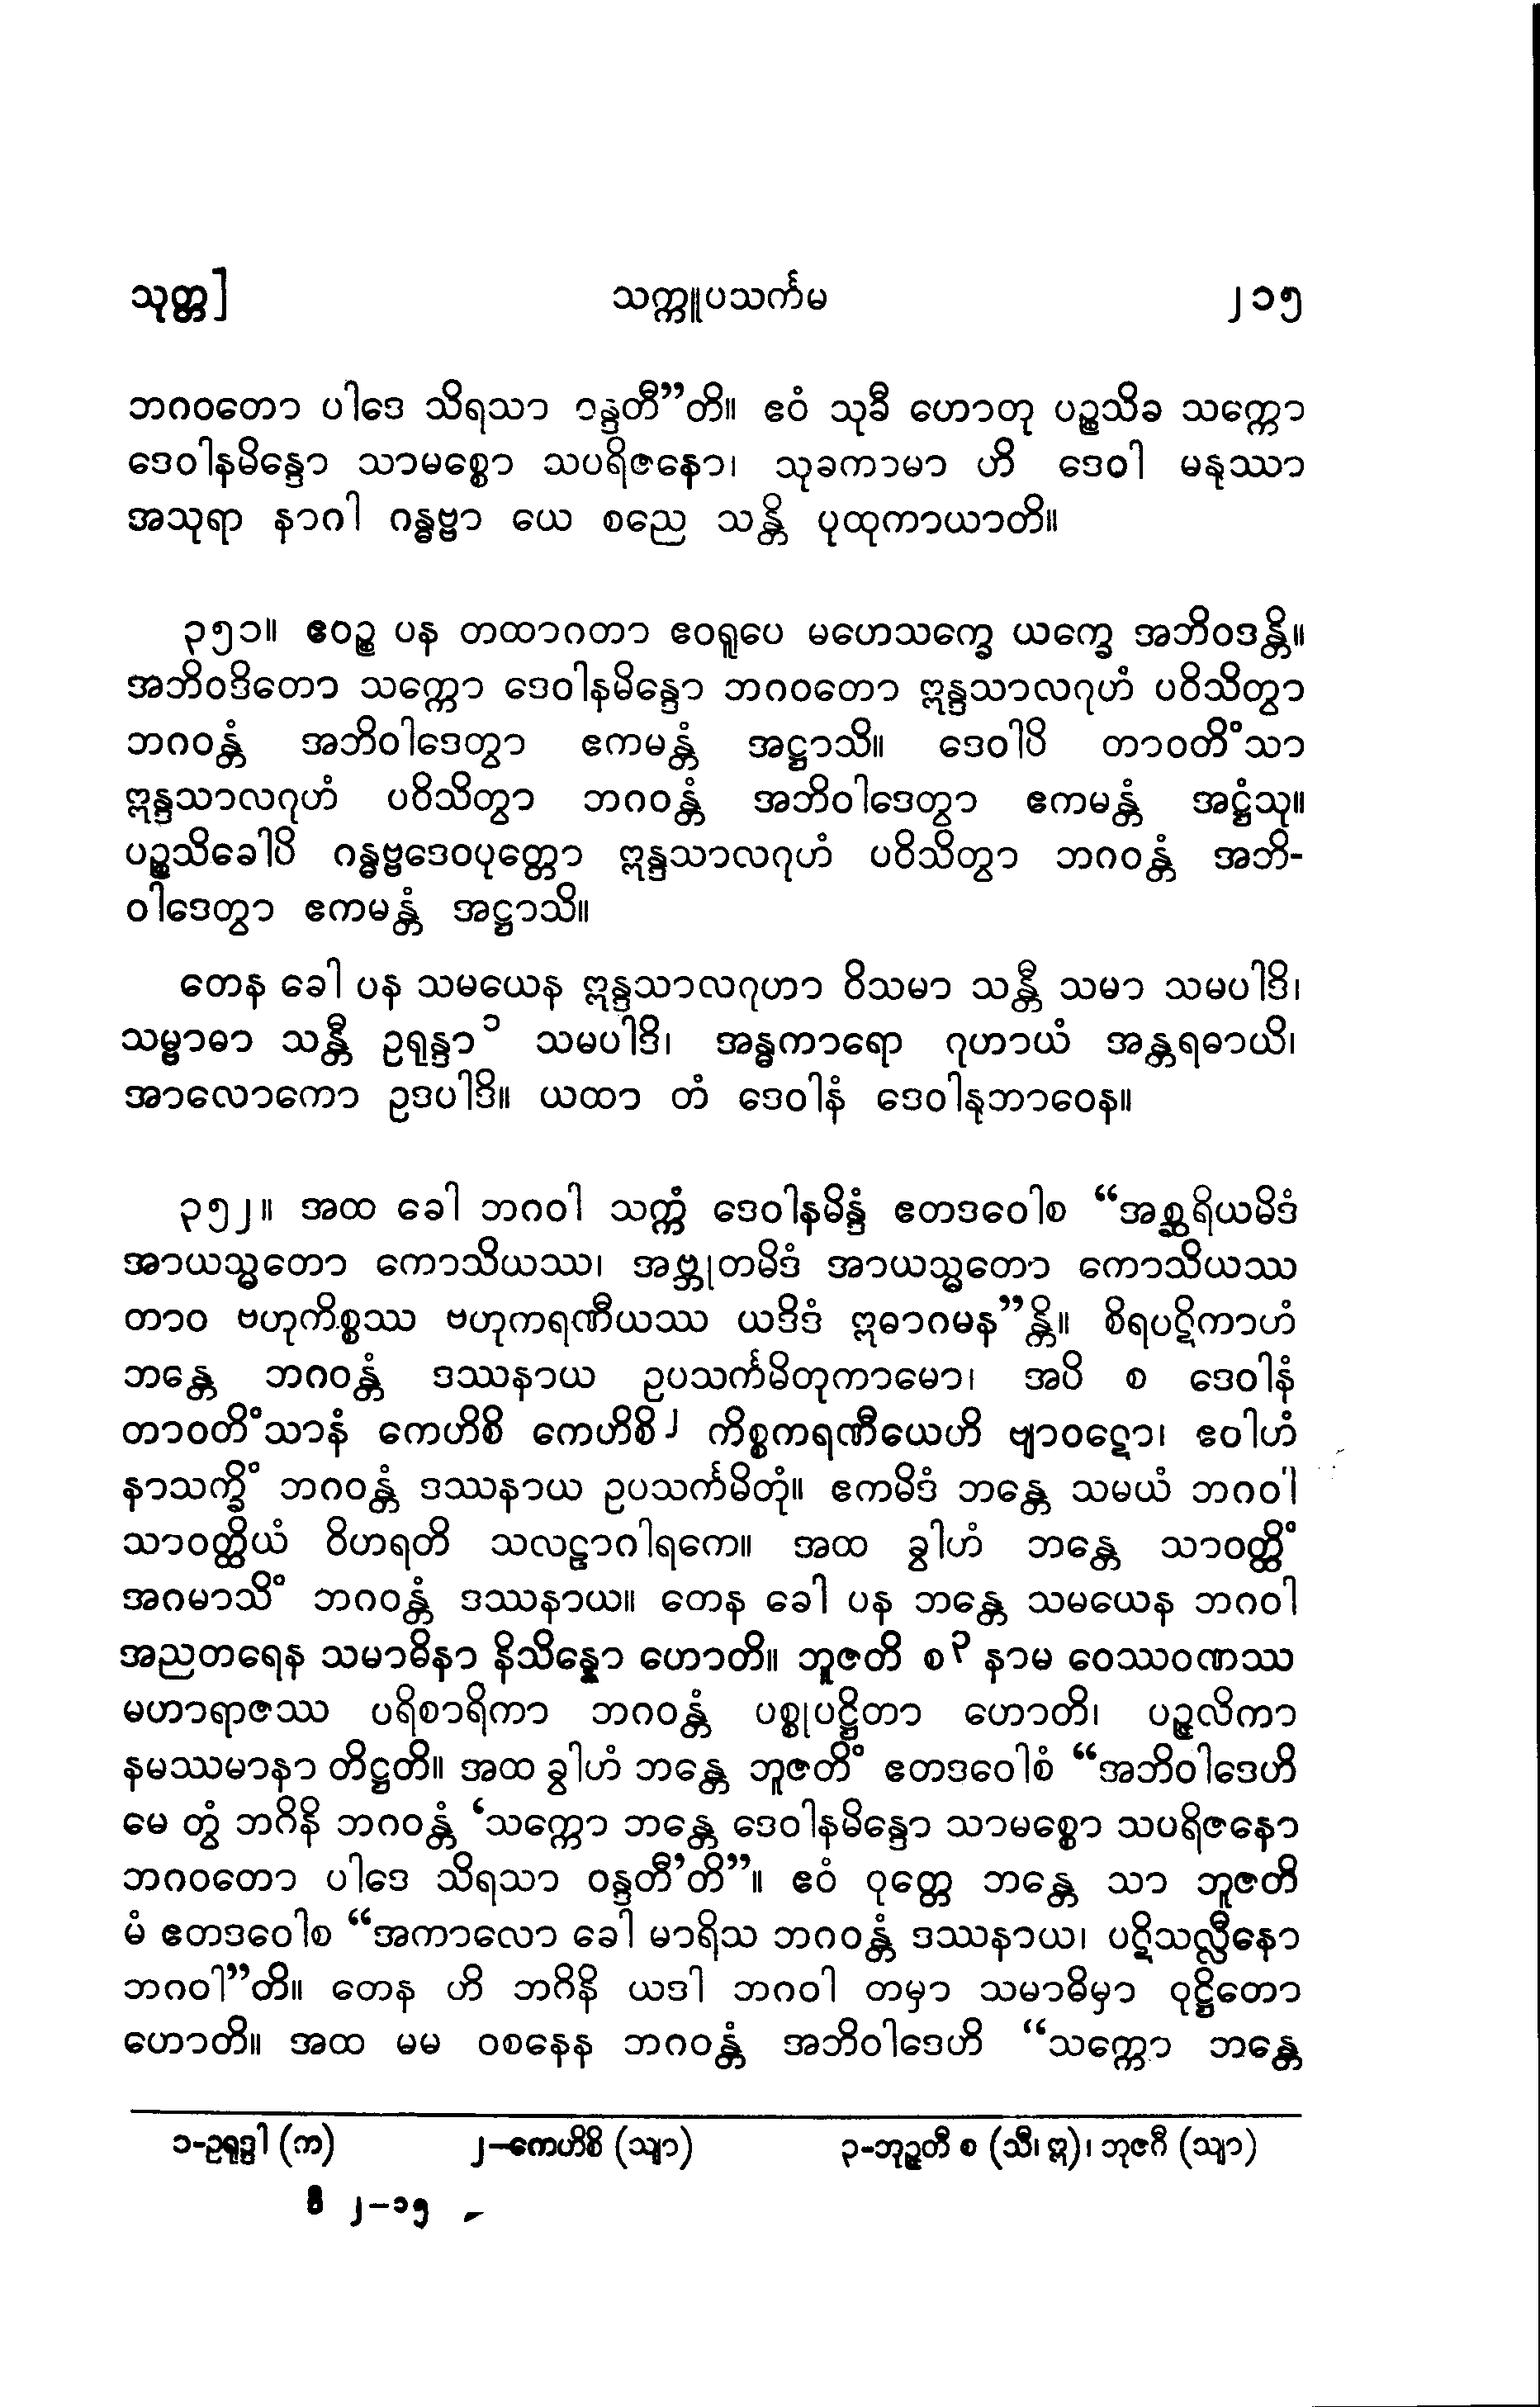 သုတ္တ]
သက္ကူပသင်္ကမ
၂၁၅
ဘဂဝတော ပါဒေ သိရသာ ဝန္ဒတီ”တိ။ ဧဝံ သုခီ ဟောတု ပဉ္စသိခ သက္ကော
ဒေဝါနမိန္ဒော သာမစ္စော သပရိဇနော၊ သုခကာမာ ဟိ ဒေဝါ မနုဿာ
အသုရာ နာဂါ ဂန္ဓဗ္ဗာ ယေ စညေ သန္တိ ပုထုကာယာတိ။
၃၅၁။ ဧဝဉ္စ ပန တထာဂတာ ဧဝရူပေ မဟေသက္ခေ ယက္ခေ အဘိဝဒန္တိ။
အဘိဝဒိတော သက္ကော ဒေဝါနမိန္ဒော ဘဂဝတော ဣန္ဒသာလဂုဟံ ပဝိသိတွာ
ဘဂဝန္တံ အဘိဝါဒေတွာ ဧကမန္တံ အဋ္ဌာသိ။ ဒေဝါပိ တာဝတိံသာ
ဣန္ဒသာလဂုဟံ ပဝိသိတွာ ဘဂဝန္တံ အဘိဝါဒေတွာ ဧကမန္တံ အဋ္ဌံသု။
ပဉ္စသိခေါပိ ဂန္ဓဗ္ဗဒေဝပုတ္တော ဣန္ဒသာလဂုဟံ ပဝိသိတွာ ဘဂဝန္တံ အဘိ-
ဝါဒေတွာ ဧကမန္တံ အဋ္ဌာသိ။
တေန ခေါ ပန သမယေန ဣန္ဒသာလဂုဟာ ဝိသမာ သန္တီ သမာ သမပါဒိ၊
သမ္ဗာဓာ သန္တီ ဥရုန္ဒာ၁ သမပါဒိ၊ အန္ဓကာရော ဂုဟာယံ အန္တရဓာယိ၊
အာလောကော ဥဒပါဒိ။ ယထာ တံ ဒေဝါနံ ဒေဝါနုဘာဝေန။
၃၅၂။ အထ ခေါ ဘဂဝါ သက္ကံ ဒေဝါနမိန္ဒံ ဧတဒဝေါစ “အစ္ဆရိယမိဒံ
အာယသ္မတော ကောသိယဿ၊ အဗ္ဘုတမိဒံ အာယသ္မတော ကောသိယဿ
တာဝ ဗဟုကိစ္စဿ ဗဟုကရဏီယဿ ယဒိဒံ ဣဓာဂမန”န္တိ။ စိရပဋိကာဟံ
ဘန္တေ ဘဂဝန္တံ ဒဿနာယ ဥပသင်္ကမိတုကာမော၊ အပိ စ ဒေဝါနံ
တာဝတိံသာနံ ကေဟိစိ ကေဟိစိ၂ ကိစ္စကရဏီယေဟိ ဗျာဝဋော၊ ဧဝါဟံ
နာသက္ခိံ ဘဂဝန္တံ ဒဿနာယ ဥပသင်္ကမိတုံ။ ဧကမိဒံ ဘန္တေ သမယံ ဘဂဝါ
သာဝတ္ထိယံ ဝိဟရတိ သလဠာဂါရကေ။ အထ ခွါဟံ ဘန္တေ သာဝတ္ထိံ
အဂမာသိံ ဘဂဝန္တံ ဒဿနာယ။ တေန ခေါ ပန ဘန္တေ သမယေန ဘဂဝါ
အညတရေန သမာဓိနာ နိသိန္နော ဟောတိ။ ဘူဇတိ စ၃ နာမ ဝေဿဝဏဿ
မဟာရာဇဿ ပရိစာရိကာ ဘဂဝန္တံ ပစ္စုပဋ္ဌိတာ ဟောတိ၊ ပဉ္ဇလိကာ
နမဿမာနာ တိဋ္ဌတိ။ အထ ခွါဟံ ဘန္တေ ဘူဇတိံ ဧတဒဝေါစံ “အဘိဝါဒေဟိ
မေ တွံ ဘဂိနိ ဘဂဝန္တံ ‘သက္ကော ဘန္တေ ဒေဝါနမိန္ဒော သာမစ္စော သပရိဇနော
ဘဂဝတော ပါဒေ သိရသာ ဝန္ဒတီ’တိ”။ ဧဝံ ဝုတ္တေ ဘန္တေ သာ ဘူဇတိ
မံ ဧတဒဝေါစ “အကာလော ခေါ မာရိသ ဘဂဝန္တံ ဒဿနာယ၊ ပဋိသလ္လီနော
ဘဂဝါ”တိ။ တေန ဟိ ဘဂိနိ ယဒါ ဘဂဝါ တမှာ သမာဓိမှာ ဝုဋ္ဌိတော
ဟောတိ။ အထ မမ ဝစနေန ဘဂဝန္တံ အဘိဝါဒေဟိ “သက္ကော ဘန္တေ
၁-ဥရုဒ္ဒါ (က)
၂-ကေဟိစိ (သျာ)
၃-ဘုဉ္ဇတိ စ (သီ၊ ဣ)၊ ဘုဇဂီ (သျာ)
ဒီ ၂-၁၅